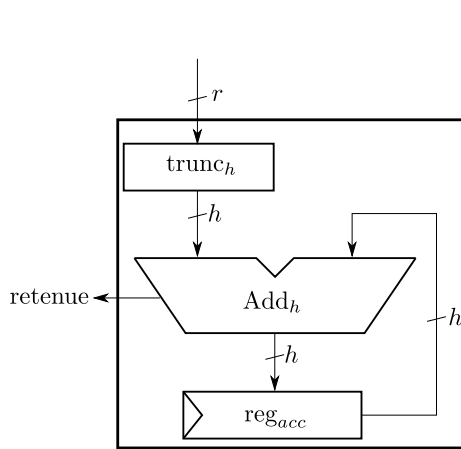 r
trunc_h
h
retenue
Add_h
h
h
reg_acc